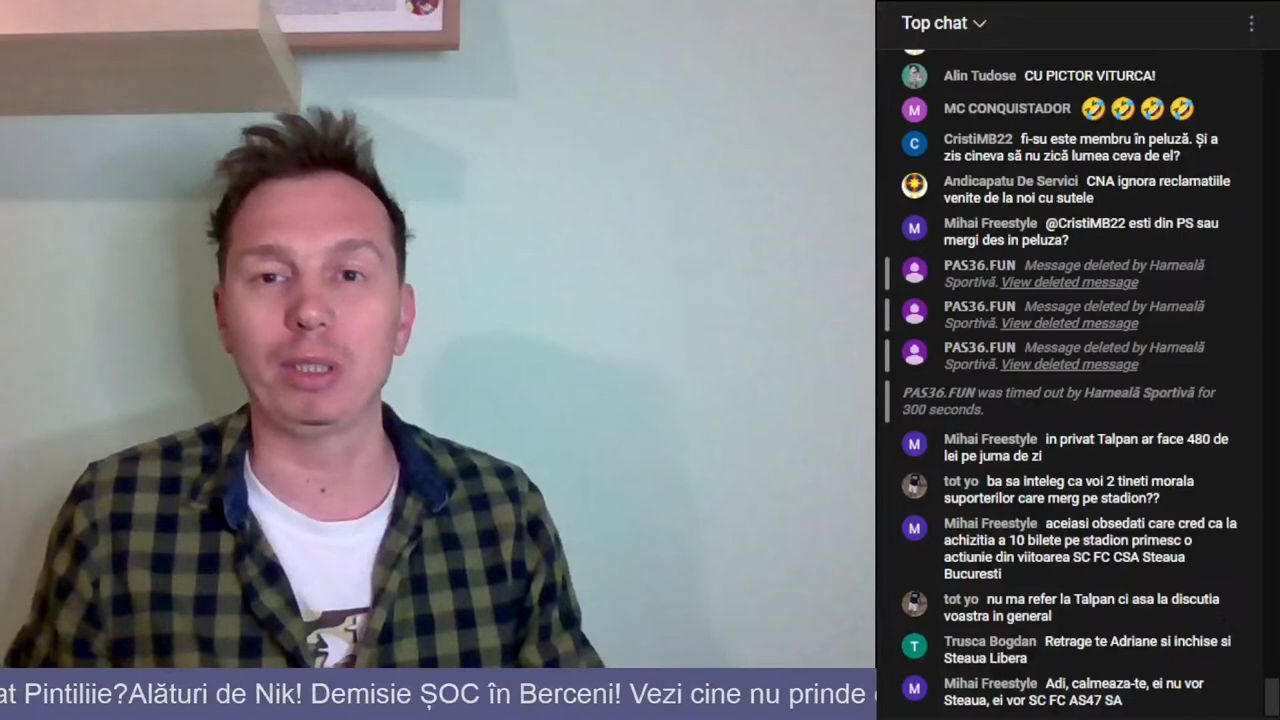 Top chat
Alin Tudose CU PICTOR VITURCA!
MC CONQUISTADOR 🤣🤣🤣🤣
CristiMB22 fi-su este membru în peluză. Și a
zis cineva să nu zică lumea ceva de el?
Andicapatu De Servici CNA ignora reclamatiile
venite de la noi cu sutele
Mihai Freestyle @CristiMB22 esti din PS sau
mergi des in peluza?
PAS36.FUN Message deleted by Harneală
Sportivă. View deleted message
PAS36.FUN Message deleted by Harneală
Sportivă. View deleted message
PAS36.FUN Message deleted by Harneală
Sportivă. View deleted message
PAS36.FUN was timed out by Harneală Sportivă for
300 seconds.
Mihai Freestyle in privat Talpan ar face 480 de
lei pe juma de zi
tot yo ba sa inteleg ca voi 2 tineti morala
suporterilor care merg pe stadion??
Mihai Freestyle aceiasi obsedati care cred ca la
achizitia a 10 bilete pe stadion primesc o
actiune din viitoarea SC FC CSA Steaua
Bucuresti
tot yo nu ma refer la Talpan ci asa la discutia
voastra in general
Trusca Bogdan Retrage te Adriane si inchise si
Steaua Libera
Mihai Freestyle Adi, calmeaza-te, ei nu vor
Steaua, ei vor SC FC AS47 SA
at Pintiliie?Alături de Nik! Demisie ȘOC în Berceni! Vezi cine nu prinde